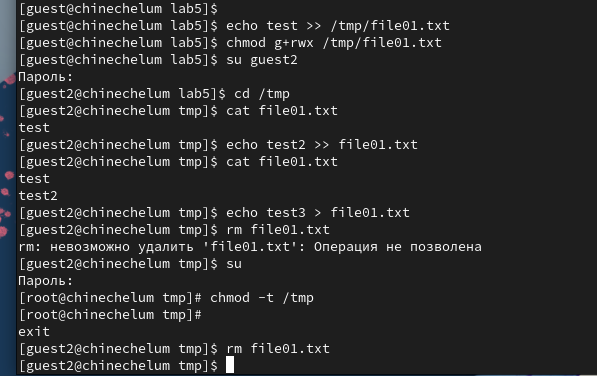 [guest@chinechelum lab5]$
[guest@chinechelum lab5]$ echo test >> /tmp/file01.txt
[guest@chinechelum lab5]$ chmod g+rwx /tmp/file01.txt
[guest@chinechelum lab5]$ su guest2
Пароль:
[guest2@chinechelum lab5]$ cd /tmp
[guest2@chinechelum tmp]$ cat file01.txt
test
[guest2@chinechelum tmp]$ echo test2 >> file01.txt
[guest2@chinechelum tmp]$ cat file01.txt
test
test2
[guest2@chinechelum tmp]$ echo test3 > file01.txt
[guest2@chinechelum tmp]$ rm file01.txt
rm: невозможно удалить 'file01.txt': Операция не позволена
[guest2@chinechelum tmp]$ su
Пароль:
[root@chinechelum tmp]# chmod -t /tmp
[root@chinechelum tmp]#
exit
[guest2@chinechelum tmp]$ rm file01.txt
[guest2@chinechelum tmp]$